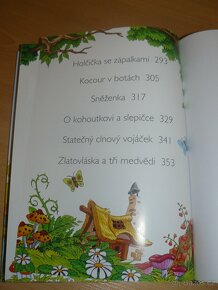 Holčička se zápalkami 293
Kocour v botách 305
Sněženka 317
O kohoutkovi a slepičce 329
Statečný cínový vojáček 341
Zlatovláska a tři medvědi 353